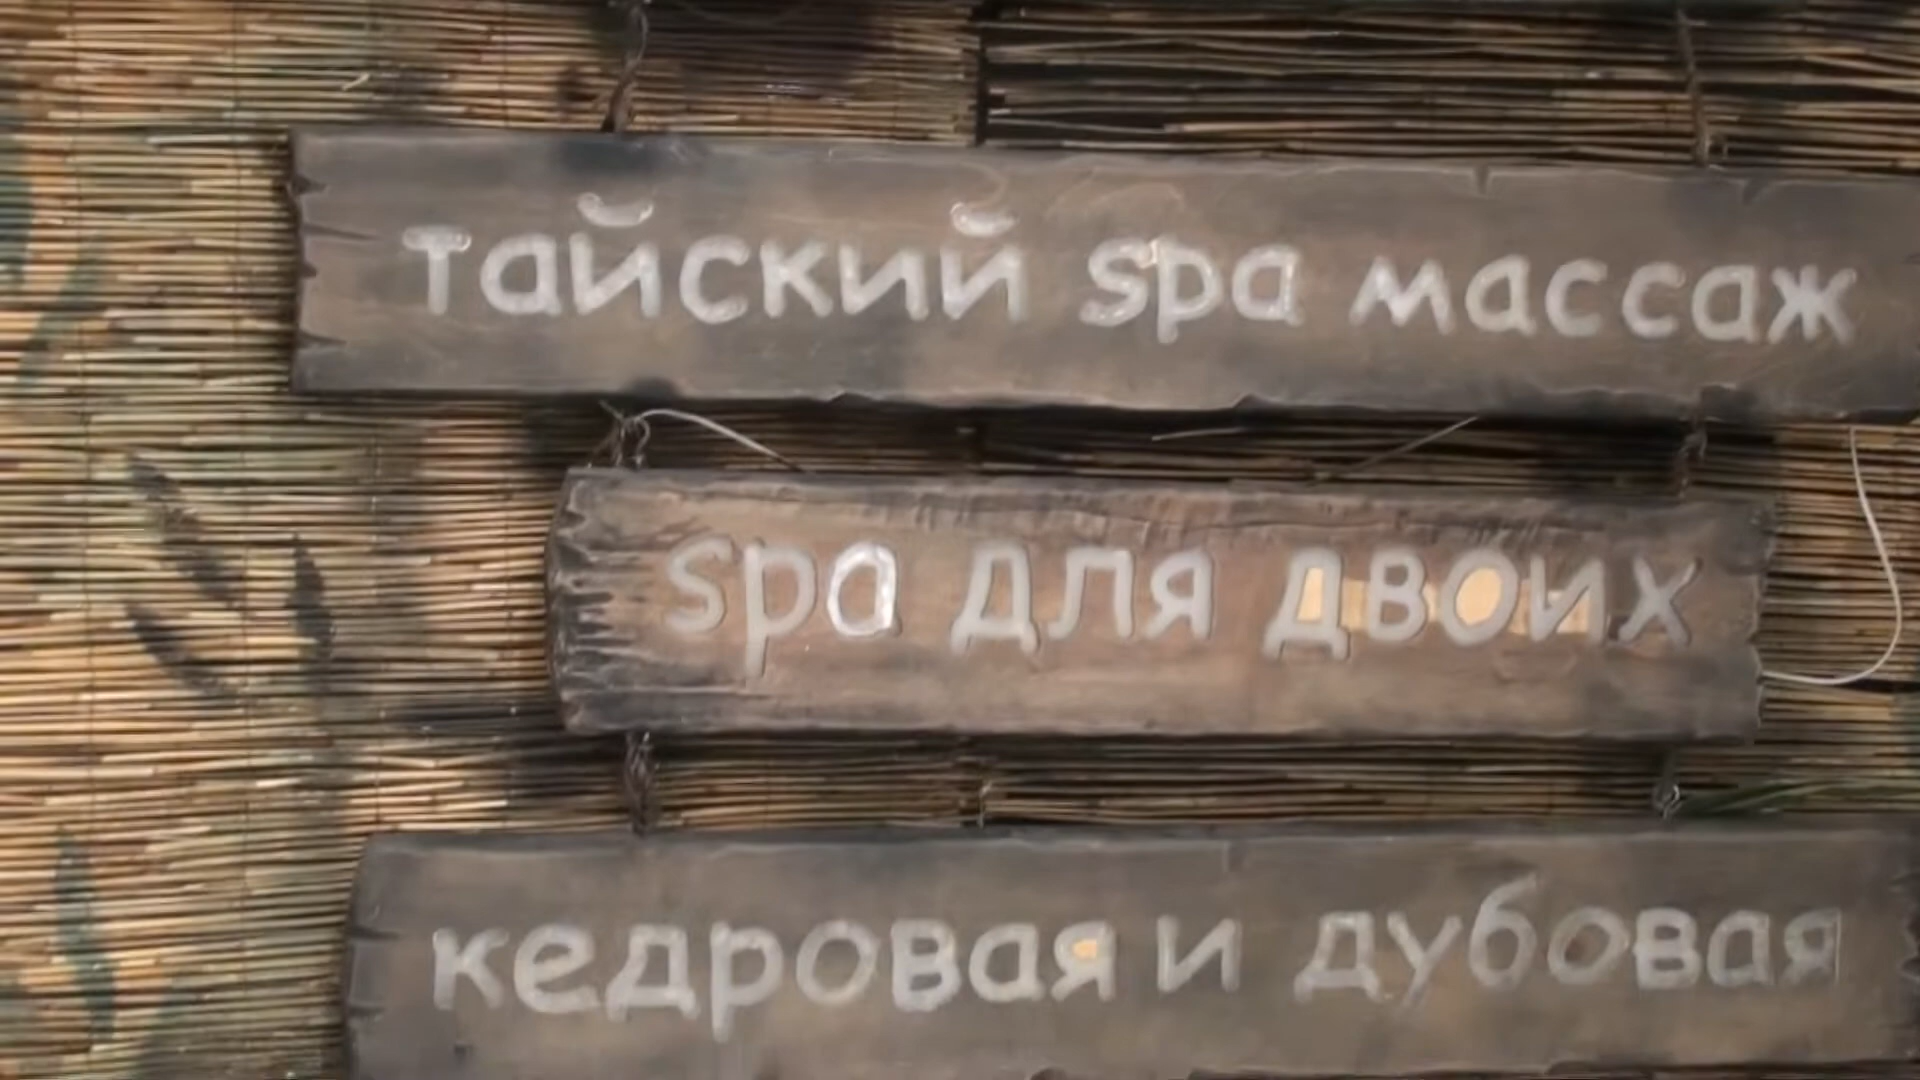 тайский spa массаж
spa для двоих
кедровая и дубовая